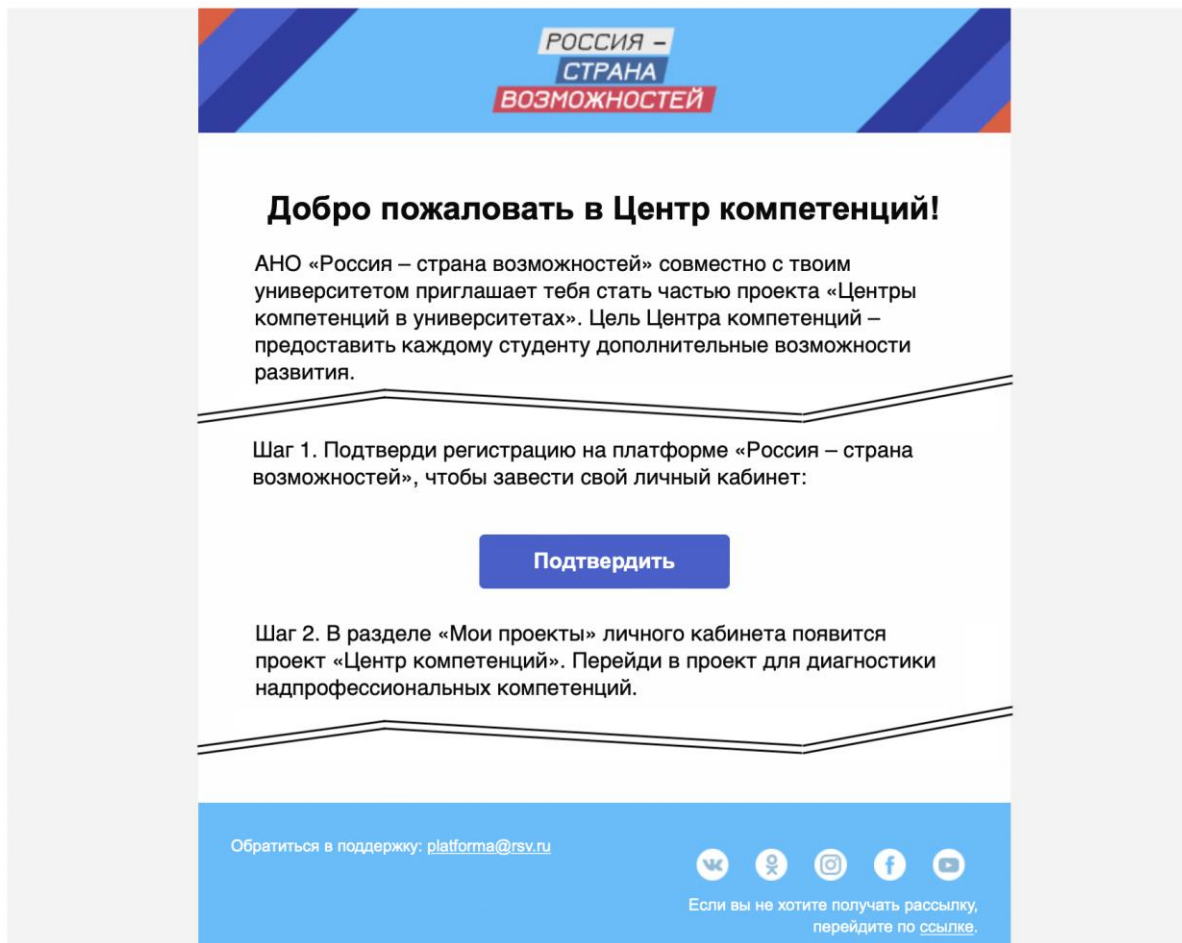 РОССИЯ –
СТРАНА
ВОЗМОЖНОСТЕЙ
Добро пожаловать в Центр компетенций!
АНО «Россия – страна возможностей» совместно с твоим
университетом приглашает тебя стать частью проекта «Центры
компетенций в университетах». Цель Центра компетенций –
предоставить каждому студенту дополнительные возможности
развития.
Шаг 1. Подтверди регистрацию на платформе «Россия – страна
возможностей», чтобы завести свой личный кабинет:
Подтвердить
Шаг 2. В разделе «Мои проекты» личного кабинета появится
проект «Центр компетенций». Перейди в проект для диагностики
надпрофессиональных компетенций.
Обратиться в поддержку: platforma@rsv.ru
Если вы не хотите получать рассылку,
перейдите по ссылке.